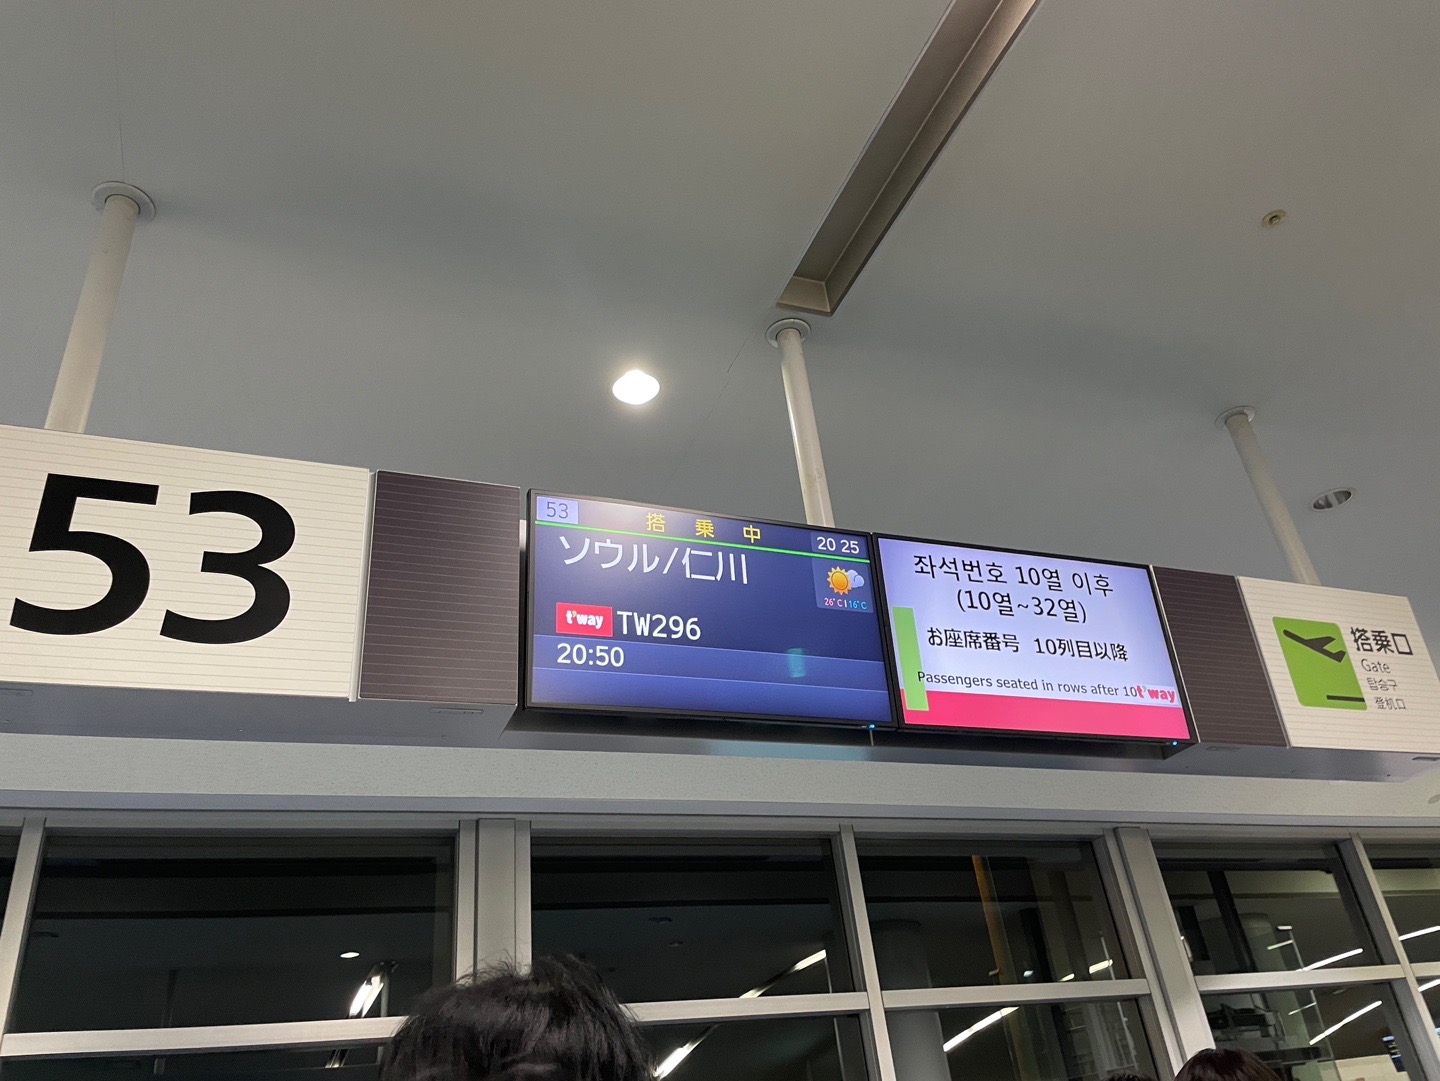 53
53
搭乗中
20 25
ソウル/仁川
26°C | 16°C
t'way TW296
20:50
좌석번호 10열 이후
(10열~32열)
お座席番号 10列目以降
Passengers seated in rows after 10
t'way
搭乗口
Gate
탑승구
登机口